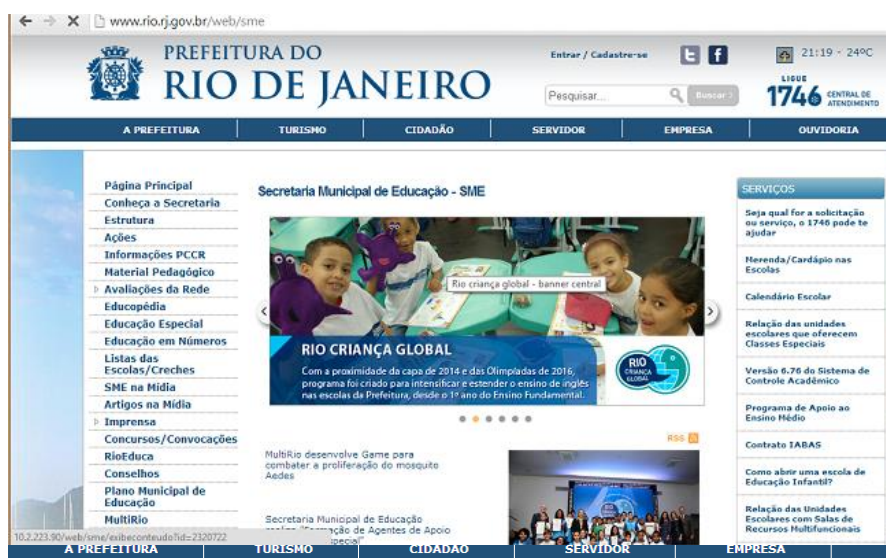 www.rio.rj.gov.br/web/sme
PREFEITURA DO
RIO DE JANEIRO
Entrar / Cadastre-se
21:19 - 24ºC
Pesquisar...
Buscar
LIGUE
1746 CENTRAL DE
ATENDIMENTO
A PREFEITURA TURISMO CIDADÃO SERVIDOR EMPRESA OUVIDORIA
Página Principal
Conheça a Secretaria
Estrutura
Ações
Informações PCCR
Material Pedagógico
Avaliações da Rede
Educopédia
Educação Especial
Educação em Números
Listas das
Escolas/Creches
SME na Mídia
Artigos na Mídia
Imprensa
Concursos/Convocações
RioEduca
Conselhos
Plano Municipal de
Educação
MultiRio
Secretaria Municipal de Educação - SME
Rio criança global - banner central
RIO CRIANÇA GLOBAL
Com a proximidade da capa de 2014 e das Olimpíadas de 2016,
programa foi criado para intensificar e estender o ensino de inglês
nas escolas da Prefeitura, desde o 1º ano do Ensino Fundamental.
RIO
CRIANÇA
GLOBAL
RSS
MultiRio desenvolve Game para
combater a proliferação do mosquito
Aedes
Secretaria Municipal de Educação
ção de Agentes de Apoio
special"
SERVIÇOS
Seja qual for a solicitação
ou serviço, o 1746 pode te
ajudar
Merenda/Cardápio nas
Escolas
Calendário Escolar
Relação das unidades
escolares que oferecem
Classes Especiais
Versão 6.76 do Sistema de
Controle Acadêmico
Programa de Apoio ao
Ensino Médio
Contrato IABAS
Como abrir uma escola de
Educação Infantil?
Relação das Unidades
Escolares com Salas de
Recursos Multifuncionais
10.2.223.90/web/sme/exibeconteudo?id=2320722
A PREFEITURA TURISMO CIDADÃO SERVIDOR EMPRESA